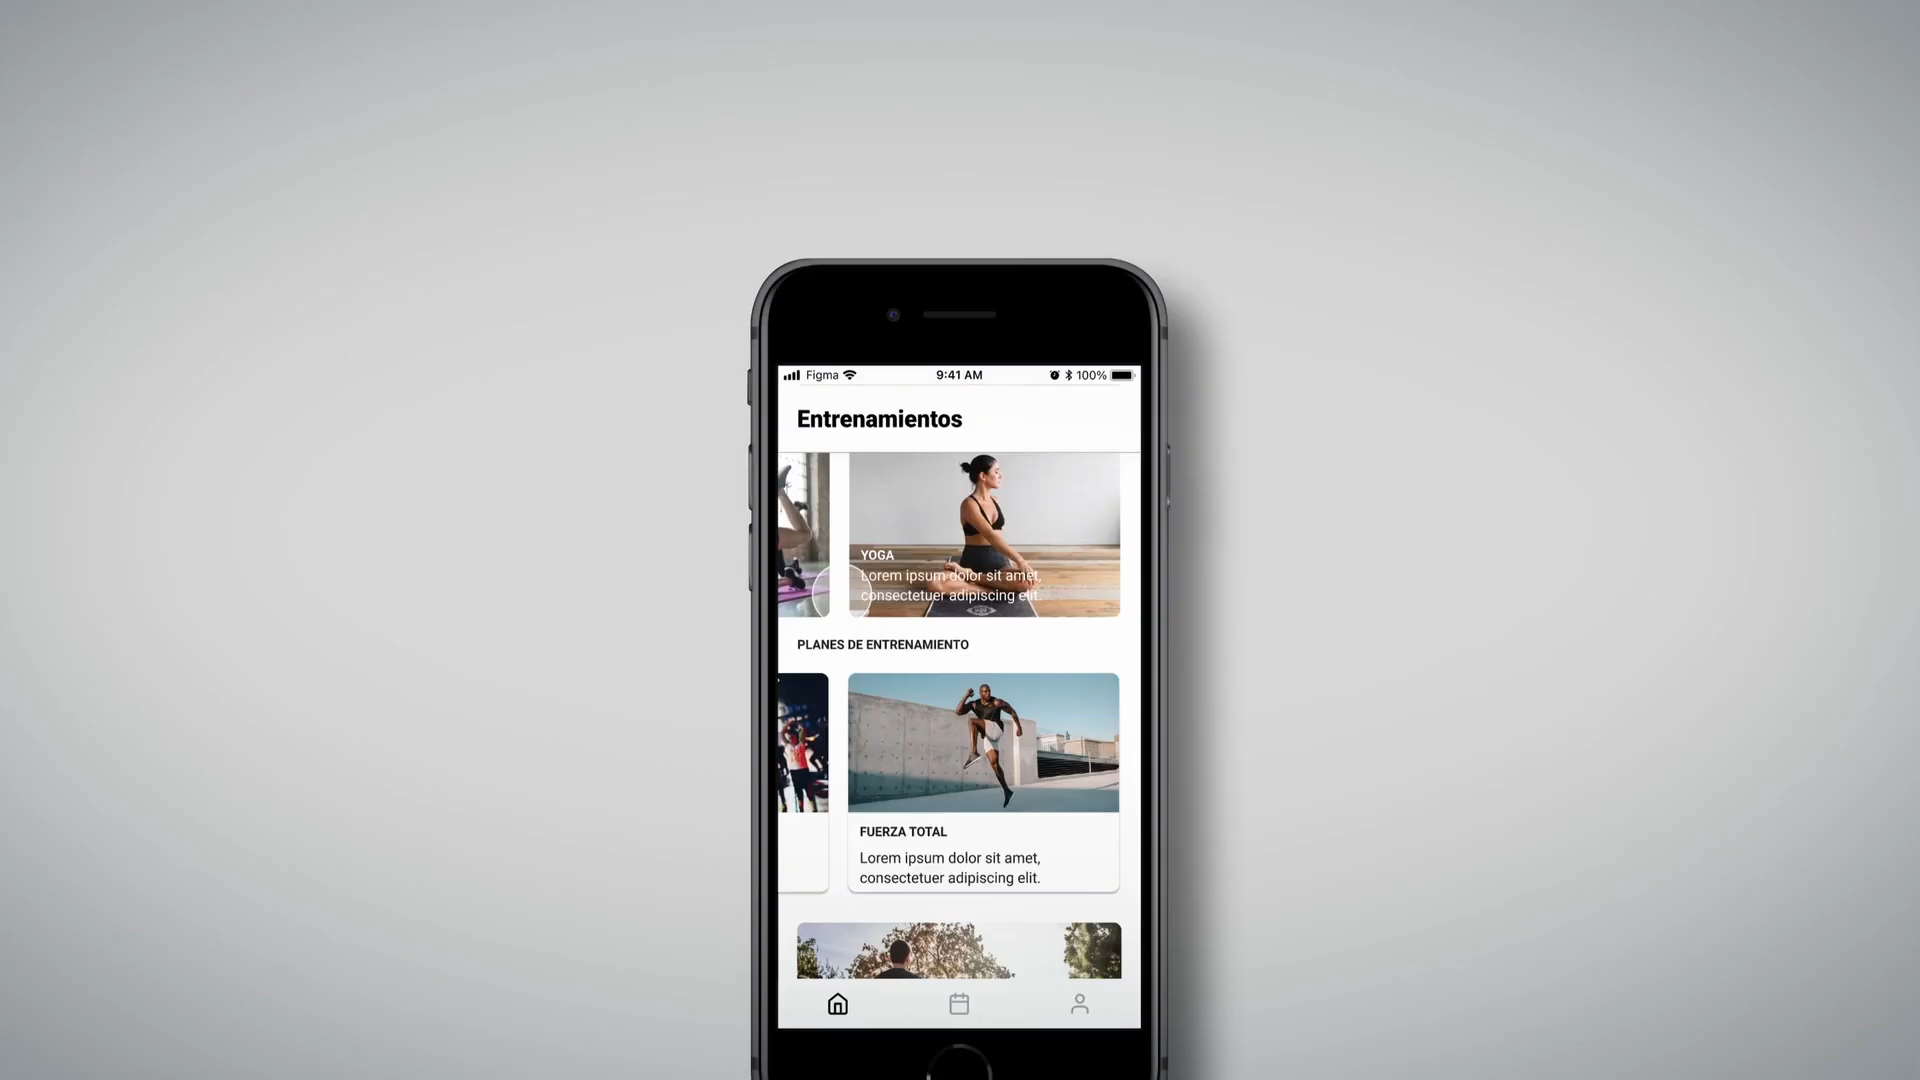 Figma 9:41 AM 100%
Entrenamientos
YOGA
Lorem ipsum dolor sit amet,
consectetuer adipiscing elit.
PLANES DE ENTRENAMIENTO
FUERZA TOTAL
Lorem ipsum dolor sit amet,
consectetuer adipiscing elit.